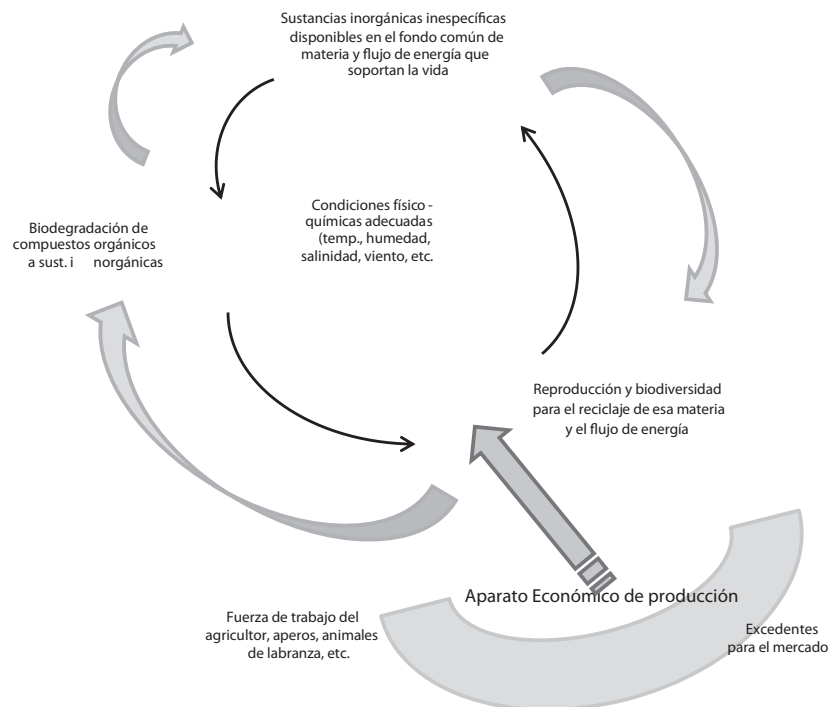 Sustancias inorgánicas inespecíficas
disponibles en el fondo común de
materia y flujo de energía que
soportan la vida
Condiciones físico -
químicas adecuadas
(temp., humedad,
salinidad, viento, etc.
Biodegradación de
compuestos orgánicos
a sust. i norgánicas
Reproducción y biodiversidad
para el reciclaje de esa materia
y el flujo de energía
Aparato Económico de producción
Fuerza de trabajo del
agricultor, aperos, animales
de labranza, etc.
Excedentes
para el mercado